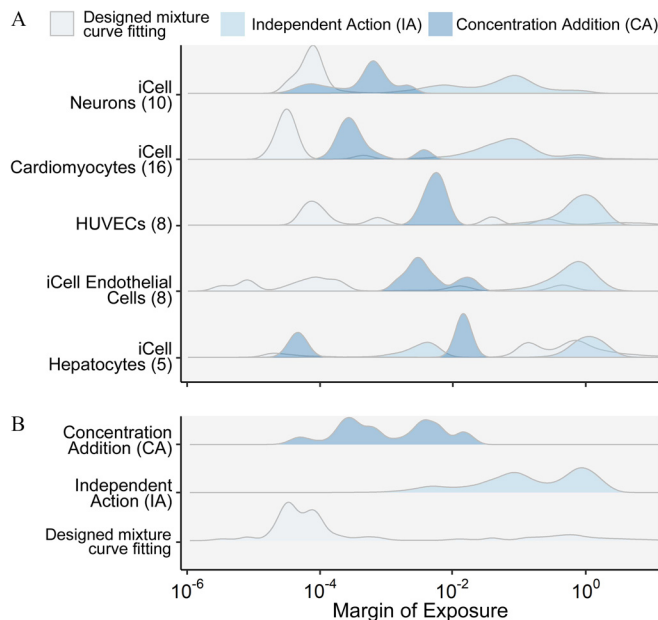 A
Designed mixture
curve fitting
Independent Action (IA)
Concentration Addition (CA)
iCell
Neurons (10)
iCell
Cardiomyocytes (16)
HUVECs (8)
iCell Endothelial
Cells (8)
iCell
Hepatocytes (5)
B
Concentration
Addition (CA)
Independent
Action (IA)
Designed mixture
curve fitting
10⁻⁶ 10⁻⁴ 10⁻² 10⁰
Margin of Exposure